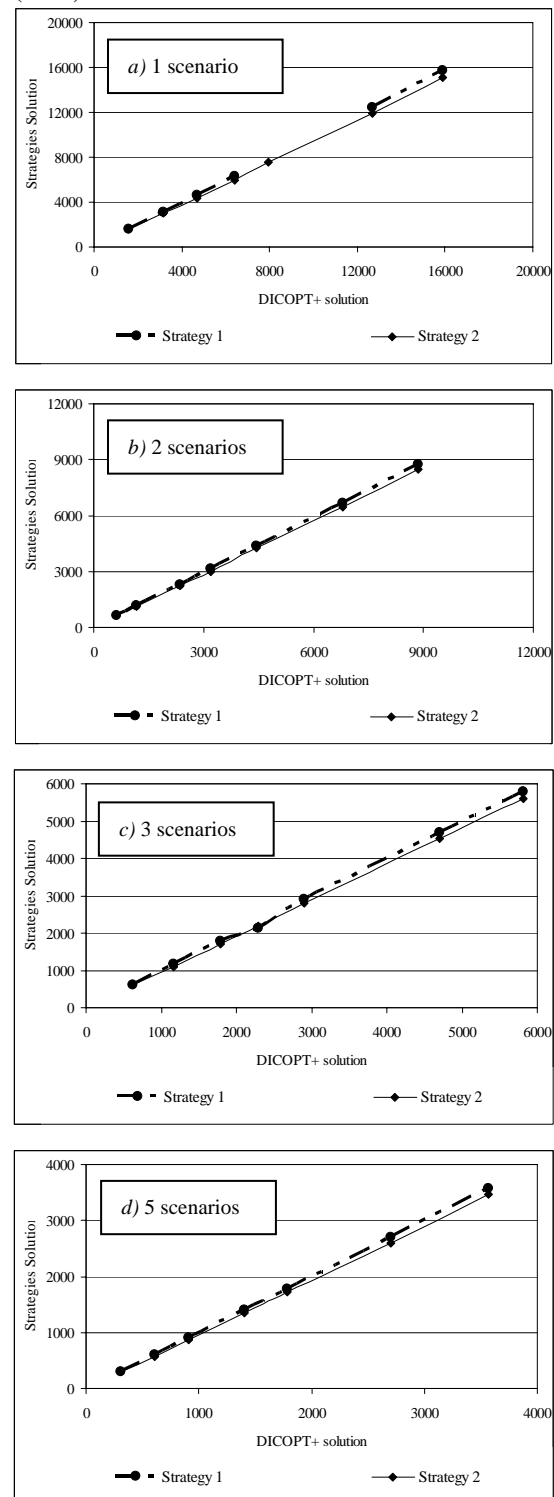 20000
16000
12000
8000
4000
0
Strategies Solution
a) 1 scenario
0 4000 8000 12000 16000 20000
DICOPT+ solution
Strategy 1 Strategy 2
12000
9000
6000
3000
0
Strategies Solution
b) 2 scenarios
0 3000 6000 9000 12000
DICOPT+ solution
Strategy 1 Strategy 2
6000
5000
4000
3000
2000
1000
0
Strategies Solution
c) 3 scenarios
0 1000 2000 3000 4000 5000 6000
DICOPT+ solution
Strategy 1 Strategy 2
4000
3000
2000
1000
0
Strategies Solution
d) 5 scenarios
0 1000 2000 3000 4000
DICOPT+ solution
Strategy 1 Strategy 2